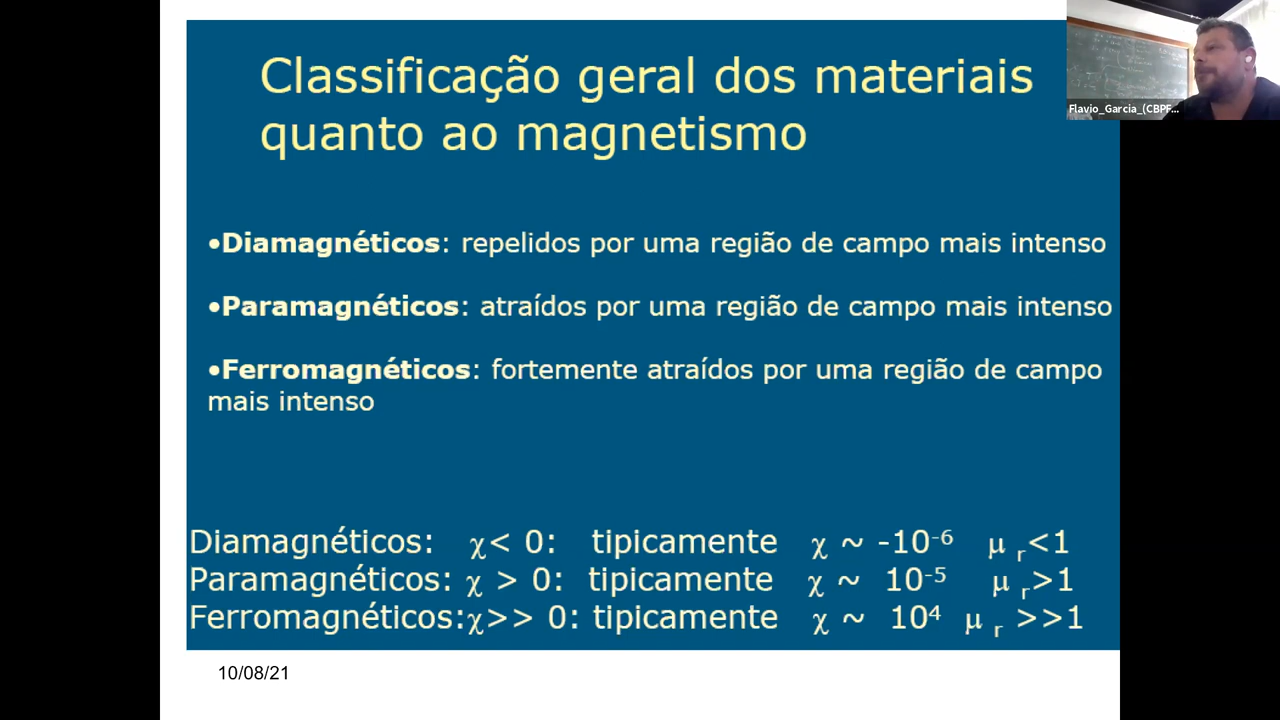 Classificação geral dos materiais
quanto ao magnetismo
•Diamagnéticos: repelidos por uma região de campo mais intenso
•Paramagnéticos: atraídos por uma região de campo mais intenso
•Ferromagnéticos: fortemente atraídos por uma região de campo
mais intenso
Diamagnéticos: χ< 0: tipicamente χ ~ -10⁻⁶ μ ᵣ<1
Paramagnéticos: χ > 0: tipicamente χ ~ 10⁻⁵ μ ᵣ>1
Ferromagnéticos:χ>> 0: tipicamente χ ~ 10⁴ μ ᵣ >>1
10/08/21
Flavio_Garcia_(CBPF...